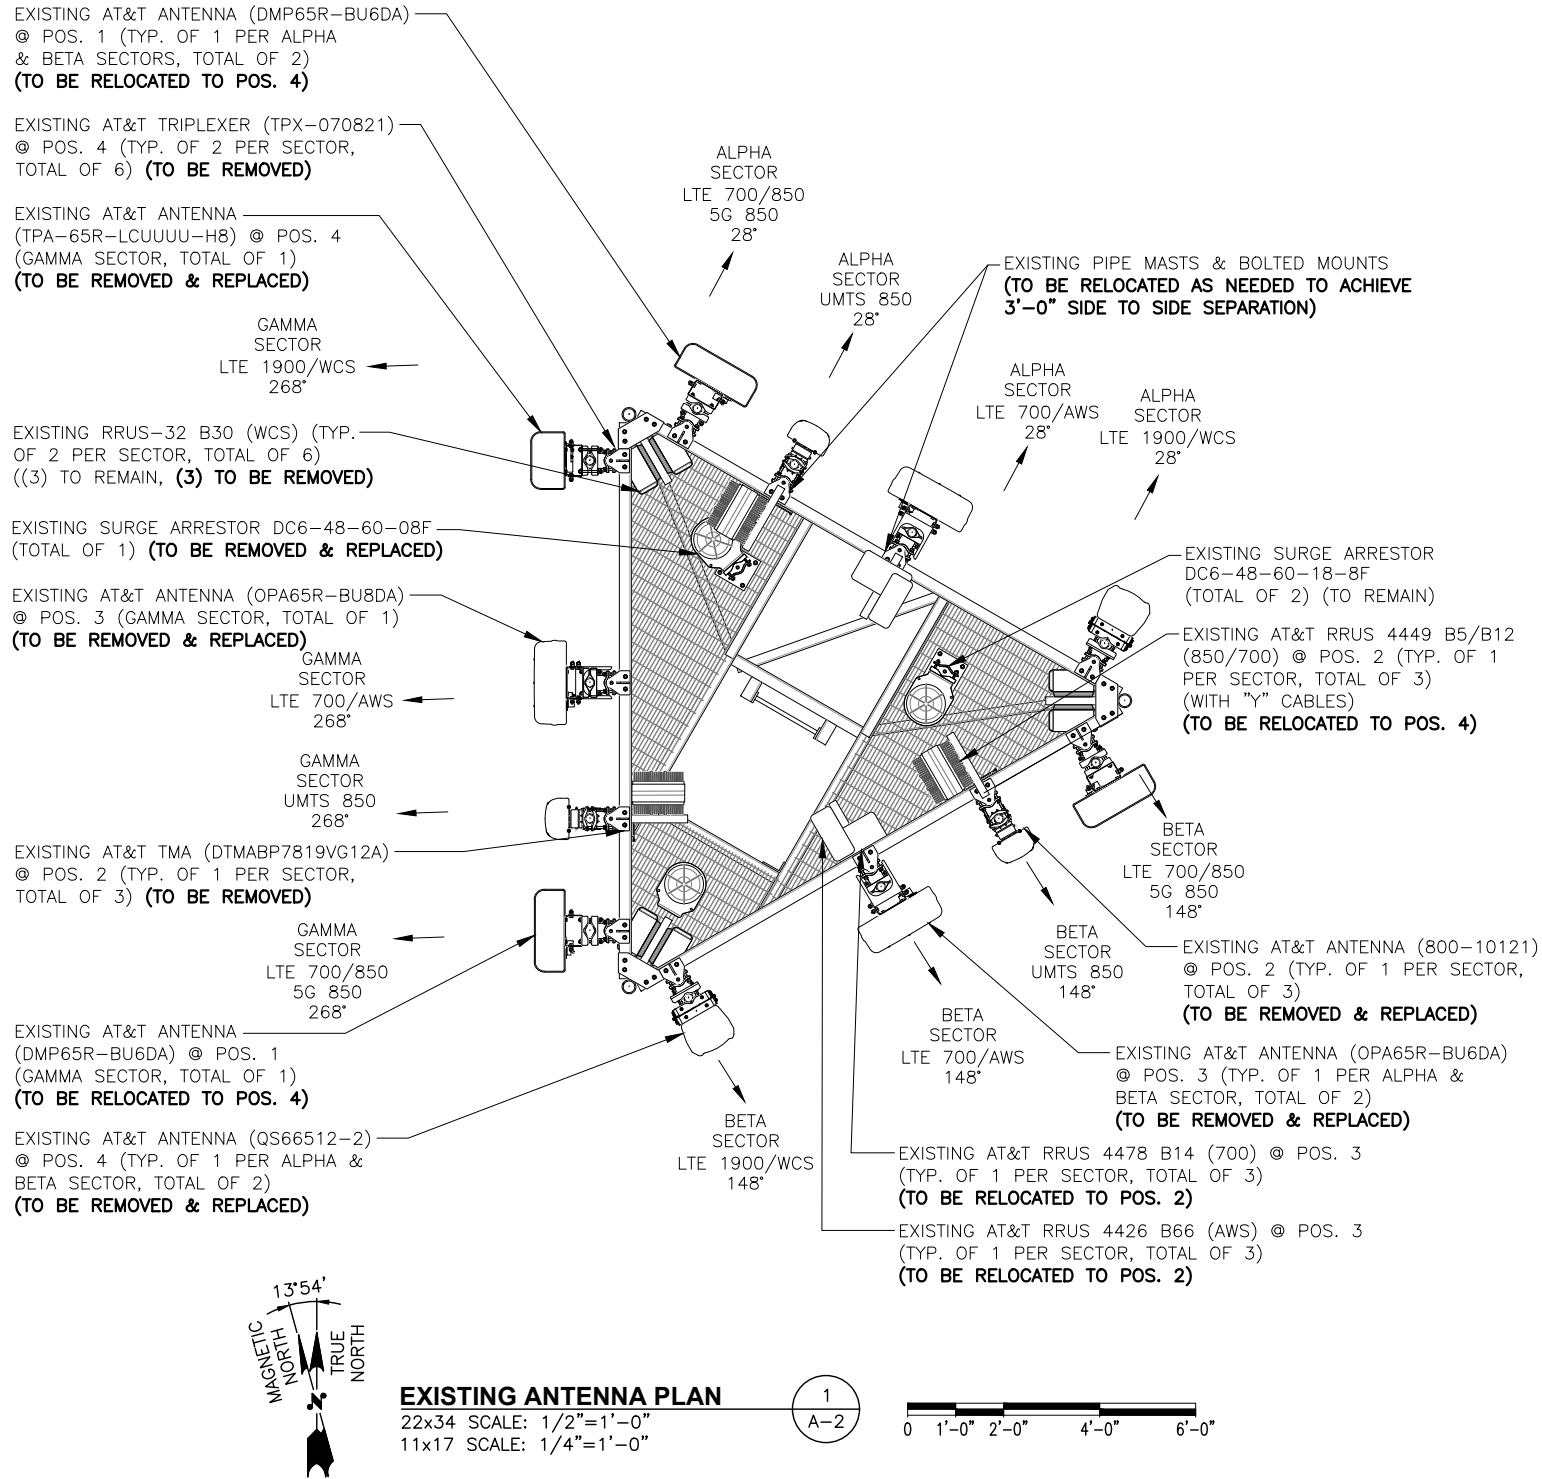 EXISTING AT&T ANTENNA (DMP65R-BU6DA)
@ POS. 1 (TYP. OF 1 PER ALPHA
& BETA SECTORS, TOTAL OF 2)
(TO BE RELOCATED TO POS. 4)
EXISTING AT&T TRIPLEXER (TPX-070821)
@ POS. 4 (TYP. OF 2 PER SECTOR,
TOTAL OF 6) (TO BE REMOVED)
EXISTING AT&T ANTENNA
(TPA-65R-LCUUUU-H8) @ POS. 4
(GAMMA SECTOR, TOTAL OF 1)
(TO BE REMOVED & REPLACED)
GAMMA
SECTOR
LTE 1900/WCS
268°
EXISTING RRUS-32 B30 (WCS) (TYP.
OF 2 PER SECTOR, TOTAL OF 6)
((3) TO REMAIN, (3) TO BE REMOVED)
EXISTING SURGE ARRESTOR DC6-48-60-08F
(TOTAL OF 1) (TO BE REMOVED & REPLACED)
EXISTING AT&T ANTENNA (OPA65R-BU8DA)
@ POS. 3 (GAMMA SECTOR, TOTAL OF 1)
(TO BE REMOVED & REPLACED)
GAMMA
SECTOR
LTE 700/AWS
268°
GAMMA
SECTOR
UMTS 850
268°
EXISTING AT&T TMA (DTMABP7819VG12A)
@ POS. 2 (TYP. OF 1 PER SECTOR,
TOTAL OF 3) (TO BE REMOVED)
GAMMA
SECTOR
LTE 700/850
5G 850
268°
EXISTING AT&T ANTENNA
(DMP65R-BU6DA) @ POS. 1
(GAMMA SECTOR, TOTAL OF 1)
(TO BE RELOCATED TO POS. 4)
EXISTING AT&T ANTENNA (QS66512-2)
@ POS. 4 (TYP. OF 1 PER ALPHA &
BETA SECTOR, TOTAL OF 2)
(TO BE REMOVED & REPLACED)
ALPHA
SECTOR
LTE 700/850
5G 850
28°
ALPHA
SECTOR
UMTS 850
28°
EXISTING PIPE MASTS & BOLTED MOUNTS
(TO BE RELOCATED AS NEEDED TO ACHIEVE
3'-0" SIDE TO SIDE SEPARATION)
ALPHA
SECTOR
LTE 700/AWS
28°
ALPHA
SECTOR
LTE 1900/WCS
28°
EXISTING SURGE ARRESTOR
DC6-48-60-18-8F
(TOTAL OF 2) (TO REMAIN)
EXISTING AT&T RRUS 4449 B5/B12
(850/700) @ POS. 2 (TYP. OF 1
PER SECTOR, TOTAL OF 3)
(WITH "Y" CABLES)
(TO BE RELOCATED TO POS. 4)
BETA
SECTOR
LTE 700/850
5G 850
148°
BETA
SECTOR
UMTS 850
148°
EXISTING AT&T ANTENNA (800-10121)
@ POS. 2 (TYP. OF 1 PER SECTOR,
TOTAL OF 3)
(TO BE REMOVED & REPLACED)
BETA
SECTOR
LTE 700/AWS
148°
EXISTING AT&T ANTENNA (OPA65R-BU6DA)
@ POS. 3 (TYP. OF 1 PER ALPHA &
BETA SECTOR, TOTAL OF 2)
(TO BE REMOVED & REPLACED)
BETA
SECTOR
LTE 1900/WCS
148°
EXISTING AT&T RRUS 4478 B14 (700) @ POS. 3
(TYP. OF 1 PER SECTOR, TOTAL OF 3)
(TO BE RELOCATED TO POS. 2)
EXISTING AT&T RRUS 4426 B66 (AWS) @ POS. 3
(TYP. OF 1 PER SECTOR, TOTAL OF 3)
(TO BE RELOCATED TO POS. 2)
13°54'
MAGNETIC
NORTH
TRUE
NORTH
N
EXISTING ANTENNA PLAN
22x34 SCALE: 1/2"=1'-0"
11x17 SCALE: 1/4"=1'-0"
1
A-2
0 1'-0" 2'-0" 4'-0" 6'-0"